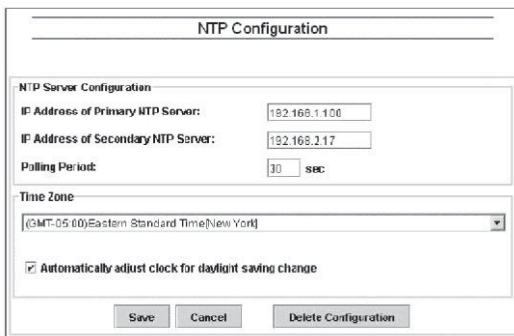 NTP Configuration
NTP Server Configuration
IP Address of Primary NTP Server: 192.168.1.100
IP Address of Secondary NTP Server: 192.168.2.17
Polling Period: 30 sec
Time Zone
(GMT-05:00)Eastern Standard Time[New York]
Automatically adjust clock for daylight saving change
Save Cancel Delete Configuration